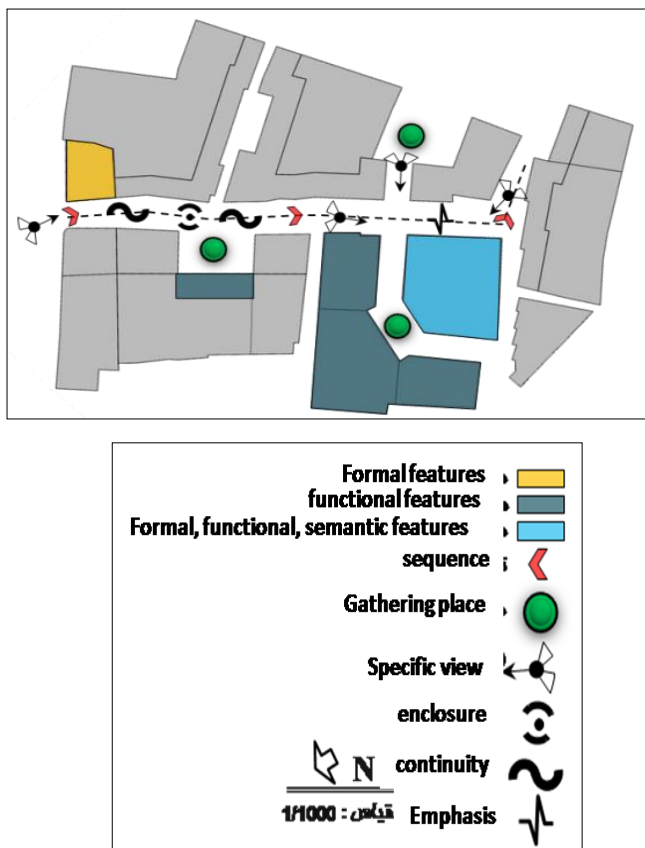 Formal features
functional features
Formal, functional, semantic features
sequence
Gathering place
Specific view
enclosure
N continuity
1/1000 : قياس Emphasis